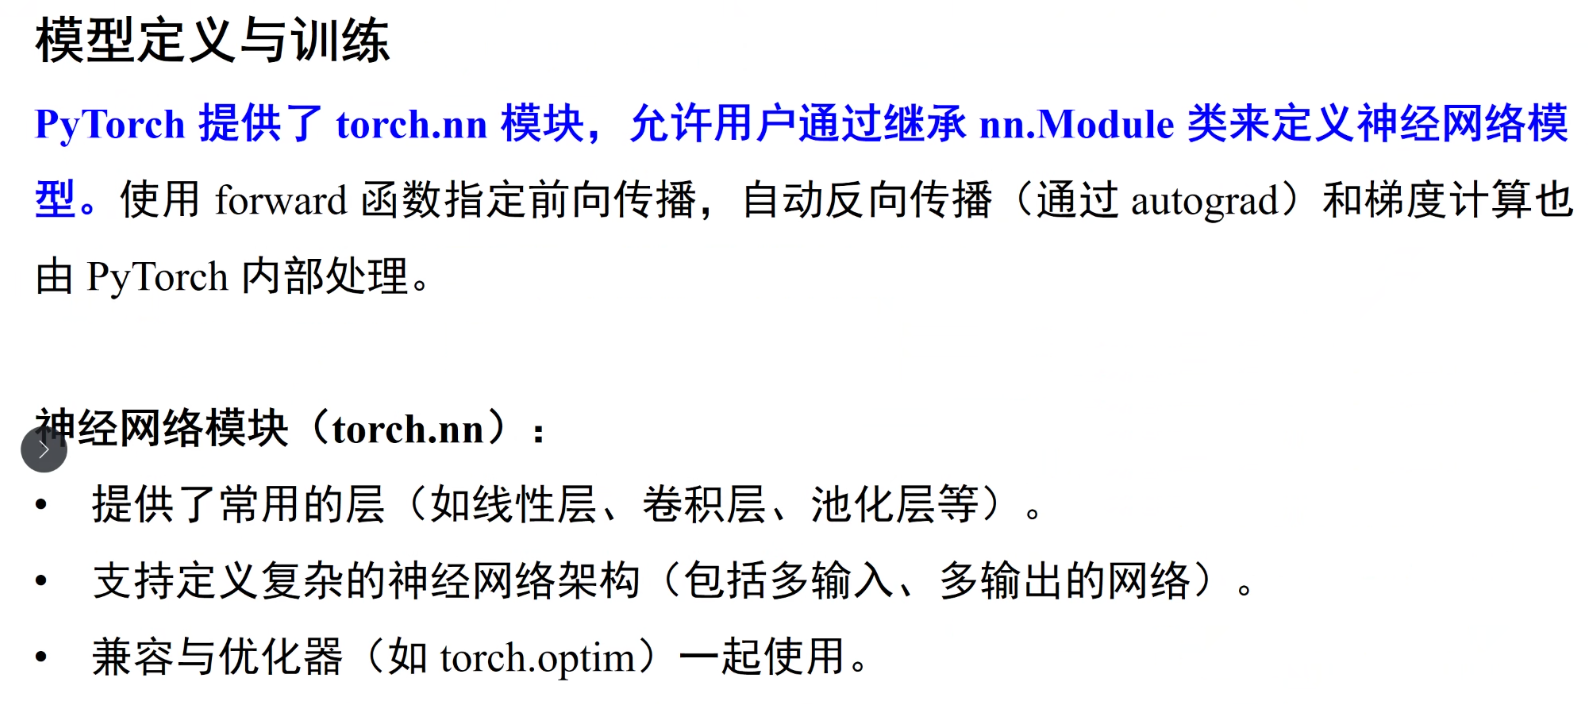 模型定义与训练
PyTorch 提供了 torch.nn 模块，允许用户通过继承 nn.Module 类来定义神经网络模
型。使用 forward 函数指定前向传播，自动反向传播（通过 autograd）和梯度计算也
由 PyTorch 内部处理。
神经网络模块（torch.nn）：
• 提供了常用的层（如线性层、卷积层、池化层等）。
• 支持定义复杂的神经网络架构（包括多输入、多输出的网络）。
• 兼容与优化器（如 torch.optim）一起使用。